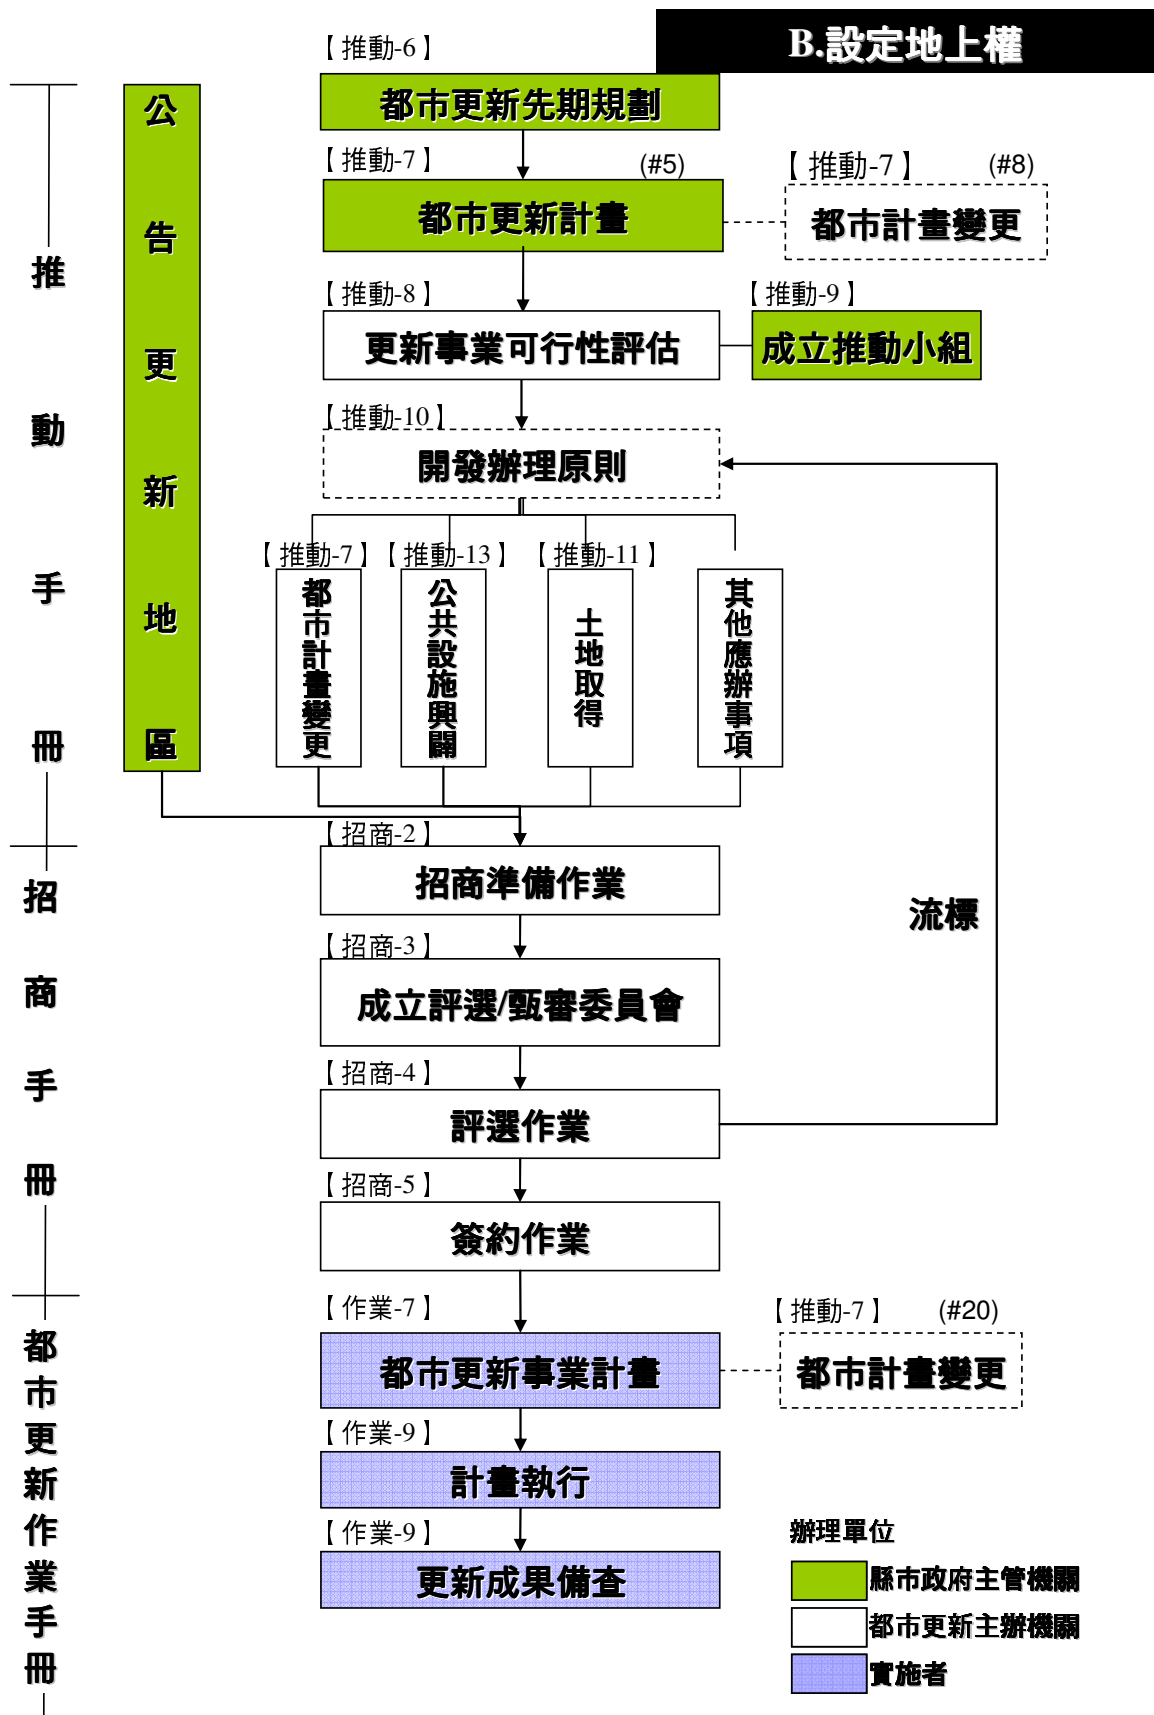 B.設定地上權
【推動-6】
都市更新先期規劃
【推動-7】
(#5)
都市更新計畫
【推動-7】
(#8)
都市計畫變更
【推動-8】
更新事業可行性評估
【推動-9】
成立推動小組
【推動-10】
開發辦理原則
【推動-7】
都市計畫變更
【推動-13】
公共設施興闢
【推動-11】
土地取得
其他應辦事項
公告更新地區
推動手冊
【招商-2】
招商準備作業
流標
【招商-3】
成立評選/甄審委員會
【招商-4】
評選作業
【招商-5】
簽約作業
招商手冊
【作業-7】
都市更新事業計畫
【推動-7】
(#20)
都市計畫變更
【作業-9】
計畫執行
【作業-9】
更新成果備查
都市更新作業手冊
辦理單位
縣市政府主管機關
都市更新主辦機關
實施者